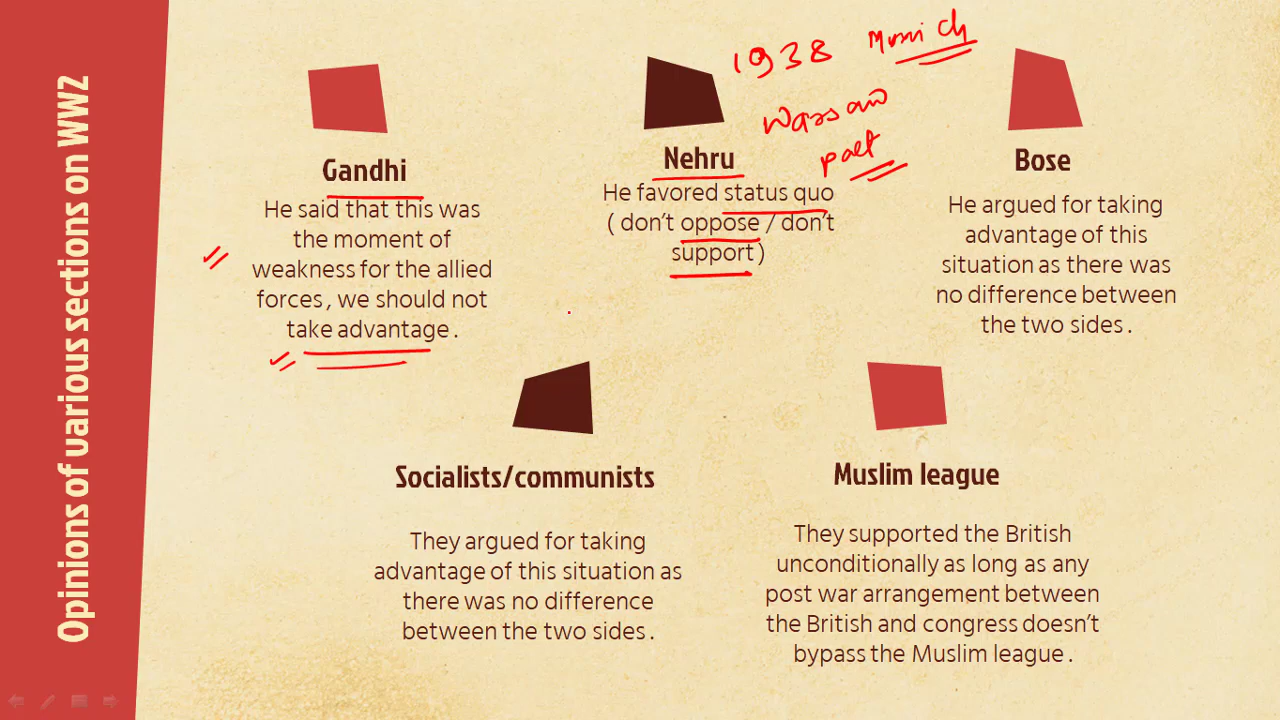 Opinions of various sections on WW2
1938 Munich
Warsaw
pact
Gandhi
He said that this was
the moment of
weakness for the allied
forces, we should not
take advantage.
Nehru
He favored status quo
( don't oppose / don't
support )
Bose
He argued for taking
advantage of this
situation as there was
no difference between
the two sides.
Socialists/communists
They argued for taking
advantage of this situation as
there was no difference
between the two sides.
Muslim league
They supported the British
unconditionally as long as any
post war arrangement between
the British and congress doesn't
bypass the Muslim league.